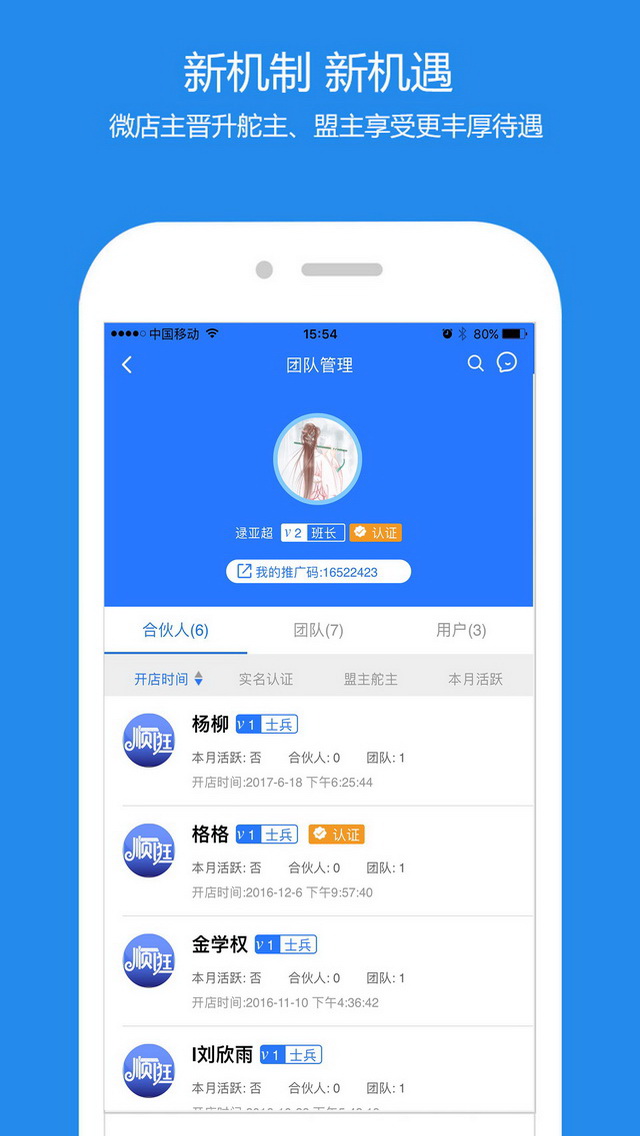 新机制 新机遇
微店主晋升舵主、盟主享受更丰厚待遇
中国移动 15:54 80%
团队管理
逯亚超 v2 班长 认证
我的推广码:16522423
合伙人(6) 团队(7) 用户(3)
开店时间 实名认证 盟主舵主 本月活跃
顺逛
杨柳 v1 士兵
本月活跃: 否 合伙人: 0 团队: 1
开店时间:2017-6-18 下午6:25:44
顺逛
格格 v1 士兵 认证
本月活跃: 否 合伙人: 0 团队: 1
开店时间:2016-12-6 下午9:57:40
顺逛
金学权 v1 士兵
本月活跃: 否 合伙人: 0 团队: 1
开店时间:2016-11-10 下午4:36:42
顺逛
l刘欣雨 v1 士兵
本月活跃: 否 合伙人: 0 团队: 1